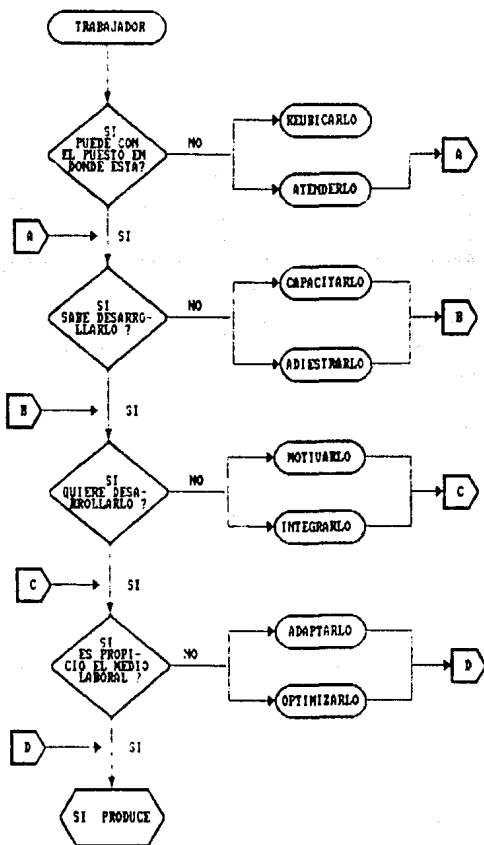 TRABAJADOR
SI
PUEDE CON
EL PUESTO EN
DONDE ESTA?
NO
REUBICARLO
ATENDERLO
A
A
SI
SI
SABE DESARRO-
LLARLO ?
NO
CAPACITARLO
ADIESTRARLO
B
B
SI
SI
QUIERE DESA-
RROLLARLO ?
NO
MOTIVARLO
INTEGRARLO
C
C
SI
SI
ES PROPI-
CIO EL MEDIO
LABORAL ?
NO
ADAPTARLO
OPTIMIZARLO
D
D
SI
SI PRODUCE